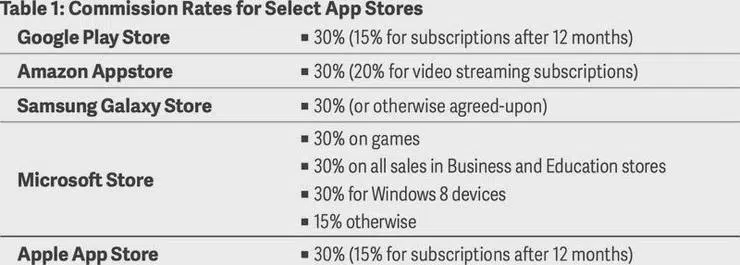 Table 1: Commission Rates for Select App Stores
Google Play Store ▪ 30% (15% for subscriptions after 12 months)
Amazon Appstore ▪ 30% (20% for video streaming subscriptions)
Samsung Galaxy Store ▪ 30% (or otherwise agreed-upon)
Microsoft Store
▪ 30% on games
▪ 30% on all sales in Business and Education stores
▪ 30% for Windows 8 devices
▪ 15% otherwise
Apple App Store ▪ 30% (15% for subscriptions after 12 months)